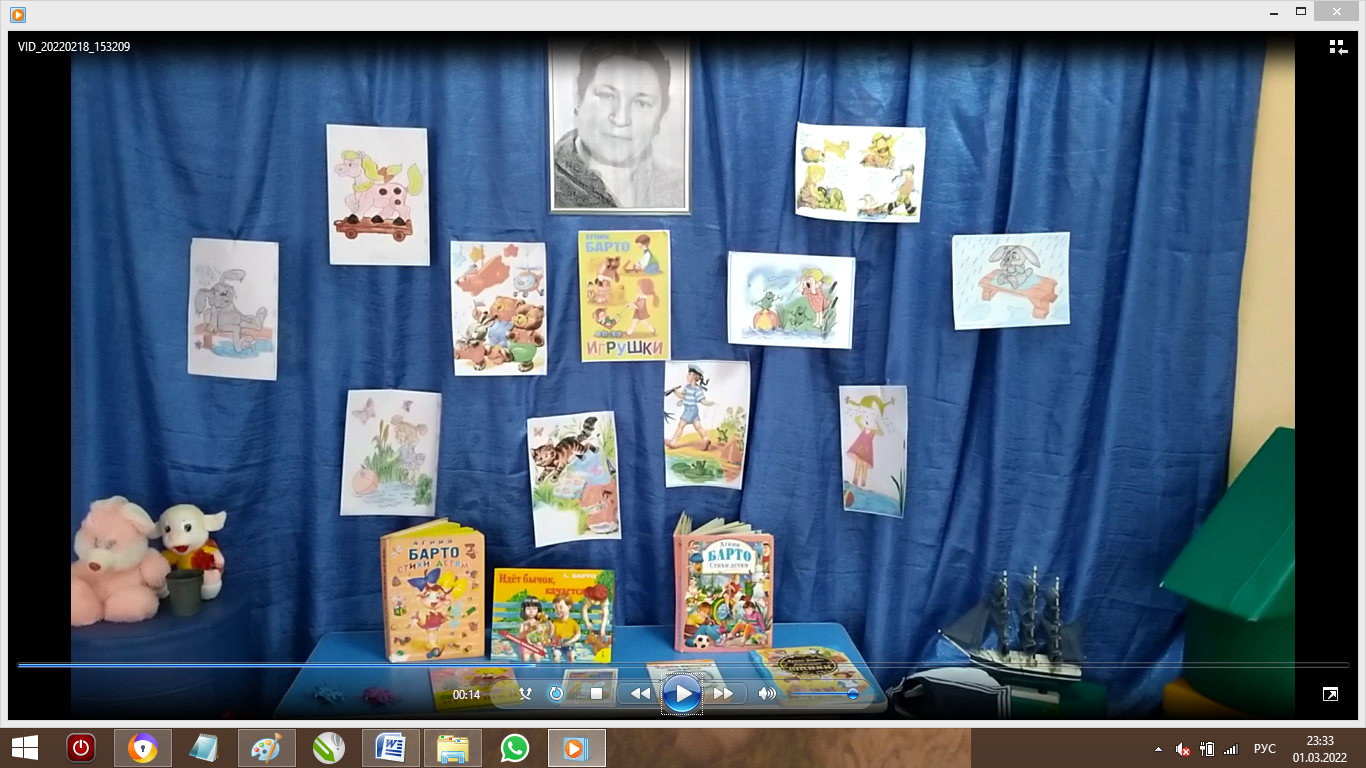 VID_20220218_153209
АГНИЯ
БАРТО
ИГРУШКИ
АГНИЯ
БАРТО
СТИХИ ДЕТЯМ
А. БАРТО
Идёт бычок,
качается
Агния
БАРТО
Стихи детям
00:14
РУС
23:33
01.03.2022